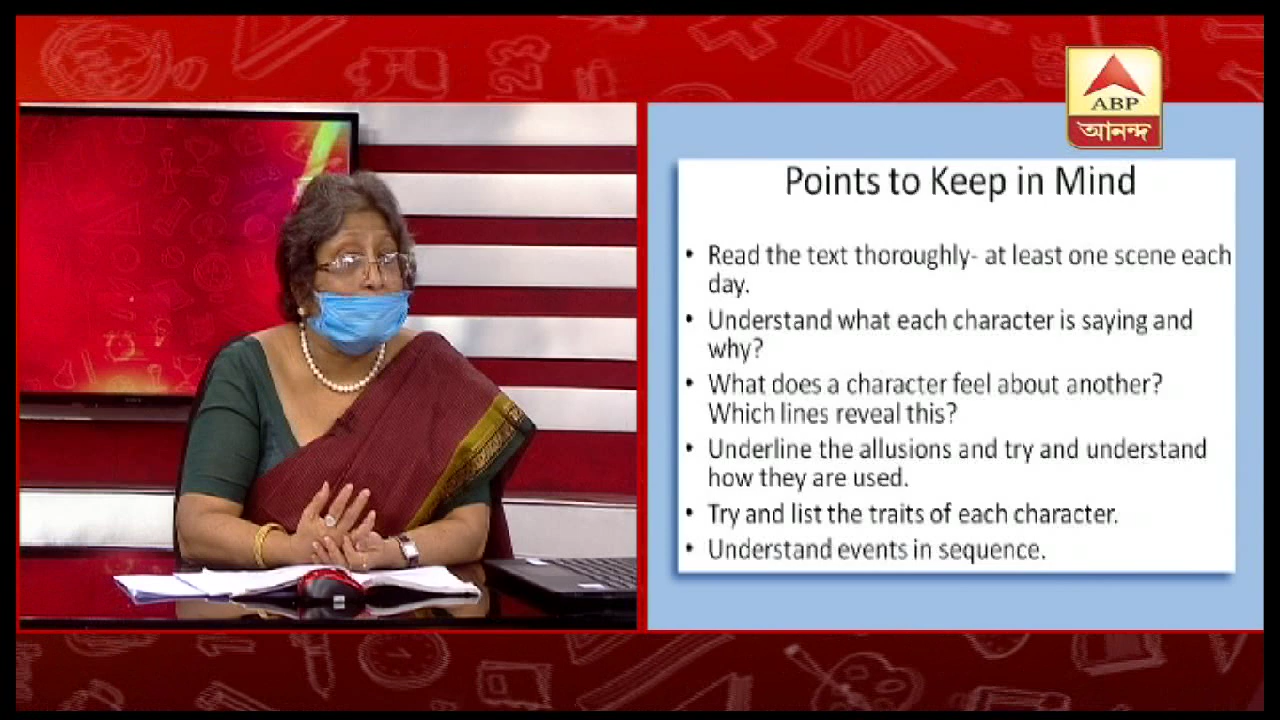 ABP
আনন্দ
Points to Keep in Mind
• Read the text thoroughly- at least one scene each
day.
• Understand what each character is saying and
why?
• What does a character feel about another?
Which lines reveal this?
• Underline the allusions and try and understand
how they are used.
• Try and list the traits of each character.
• Understand events in sequence.
123